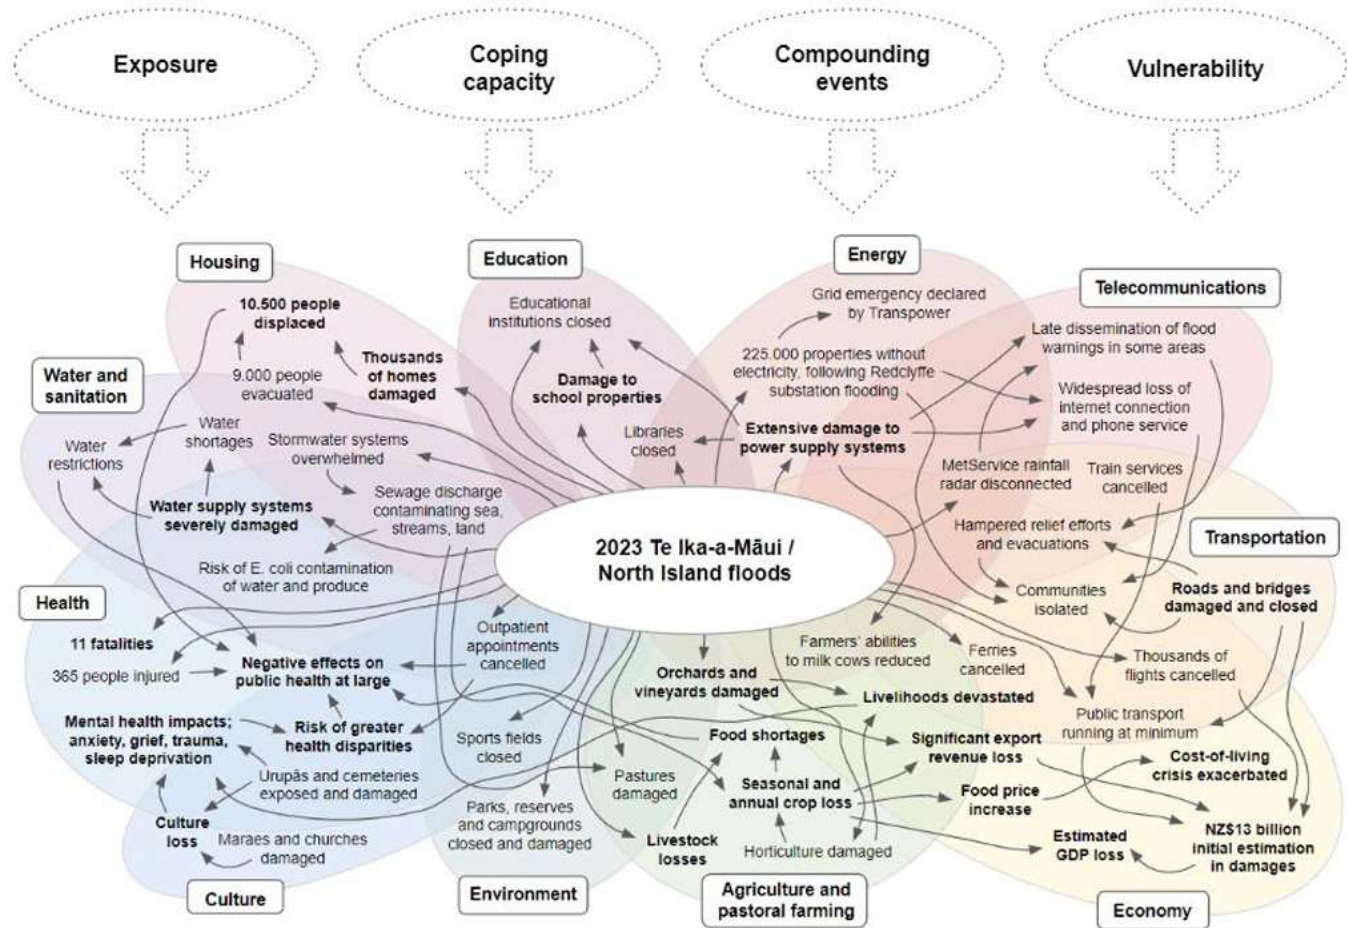 Exposure
Coping
capacity
Compounding
events
Vulnerability
Housing
10.500 people
displaced
Thousands
of homes
damaged
9.000 people
evacuated
Water and
sanitation
Water
shortages
Water
restrictions
Stormwater systems
overwhelmed
Water supply systems
severely damaged
Sewage discharge
contaminating sea,
streams, land
Risk of E. coli contamination
of water and produce
Education
Educational
institutions closed
Damage to
school properties
Libraries
closed
Energy
Grid emergency declared
by Transpower
225.000 properties without
electricity, following Redclyffe
substation flooding
Extensive damage to
power supply systems
Telecommunications
Late dissemination of flood
warnings in some areas
Widespread loss of
internet connection
and phone service
MetService rainfall
radar disconnected
Train services
cancelled
Hampered relief efforts
and evacuations
Transportation
Communities
isolated
Roads and bridges
damaged and closed
2023 Te Ika-a-Māui /
North Island floods
Health
11 fatalities
365 people injured
Negative effects on
public health at large
Outpatient
appointments
cancelled
Mental health impacts;
anxiety, grief, trauma,
sleep deprivation
Risk of greater
health disparities
Urupās and cemeteries
exposed and damaged
Culture
loss
Maraes and churches
damaged
Culture
Sports fields
closed
Parks, reserves
and campgrounds
closed and damaged
Pastures
damaged
Environment
Orchards and
vineyards damaged
Farmers' abilities
to milk cows reduced
Livelihoods devastated
Food shortages
Seasonal and
annual crop loss
Livestock
losses
Horticulture damaged
Agriculture and
pastoral farming
Ferries
cancelled
Thousands of
flights cancelled
Public transport
running at minimum
Significant export
revenue loss
Cost-of-living
crisis exacerbated
Food price
increase
Estimated
GDP loss
NZ$13 billion
initial estimation
in damages
Economy